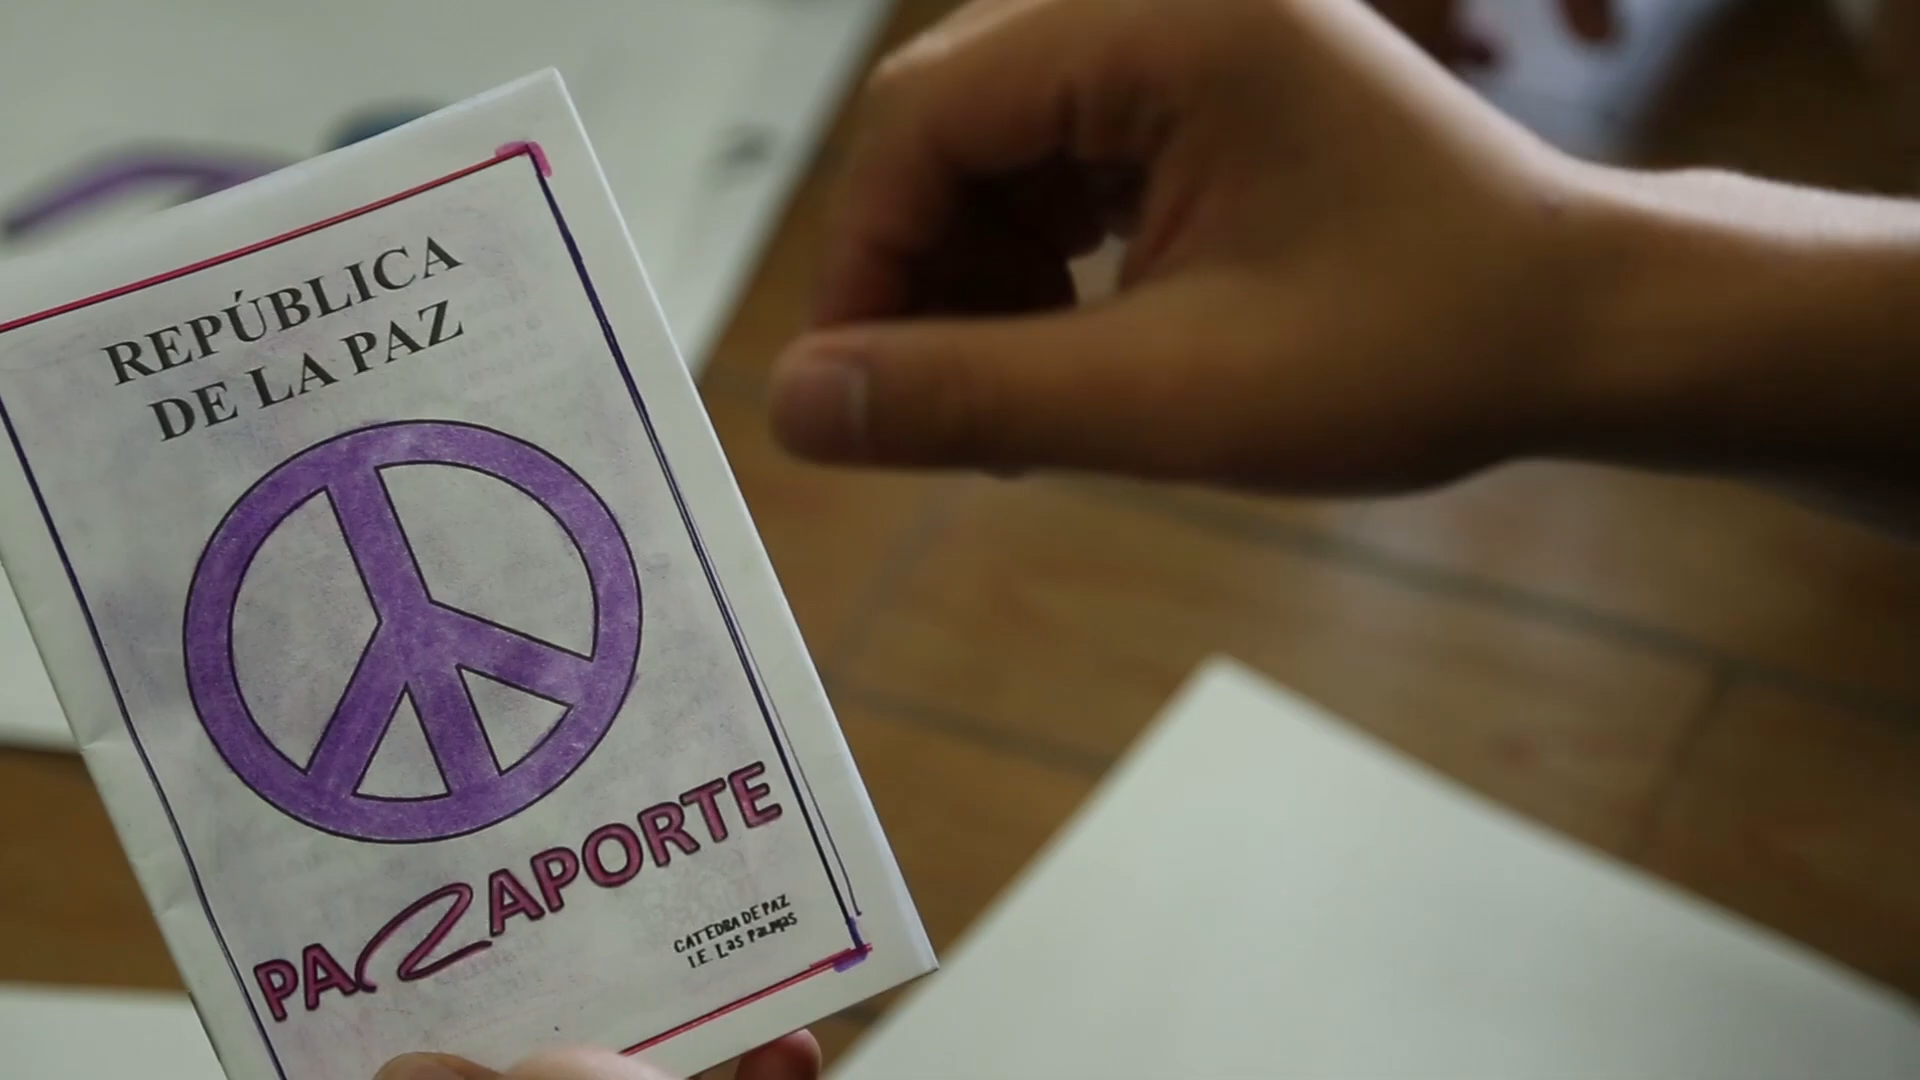 REPÚBLICA
DE LA PAZ
PAZAPORTE
CATEDRA DE PAZ
I.E. Las Palmas